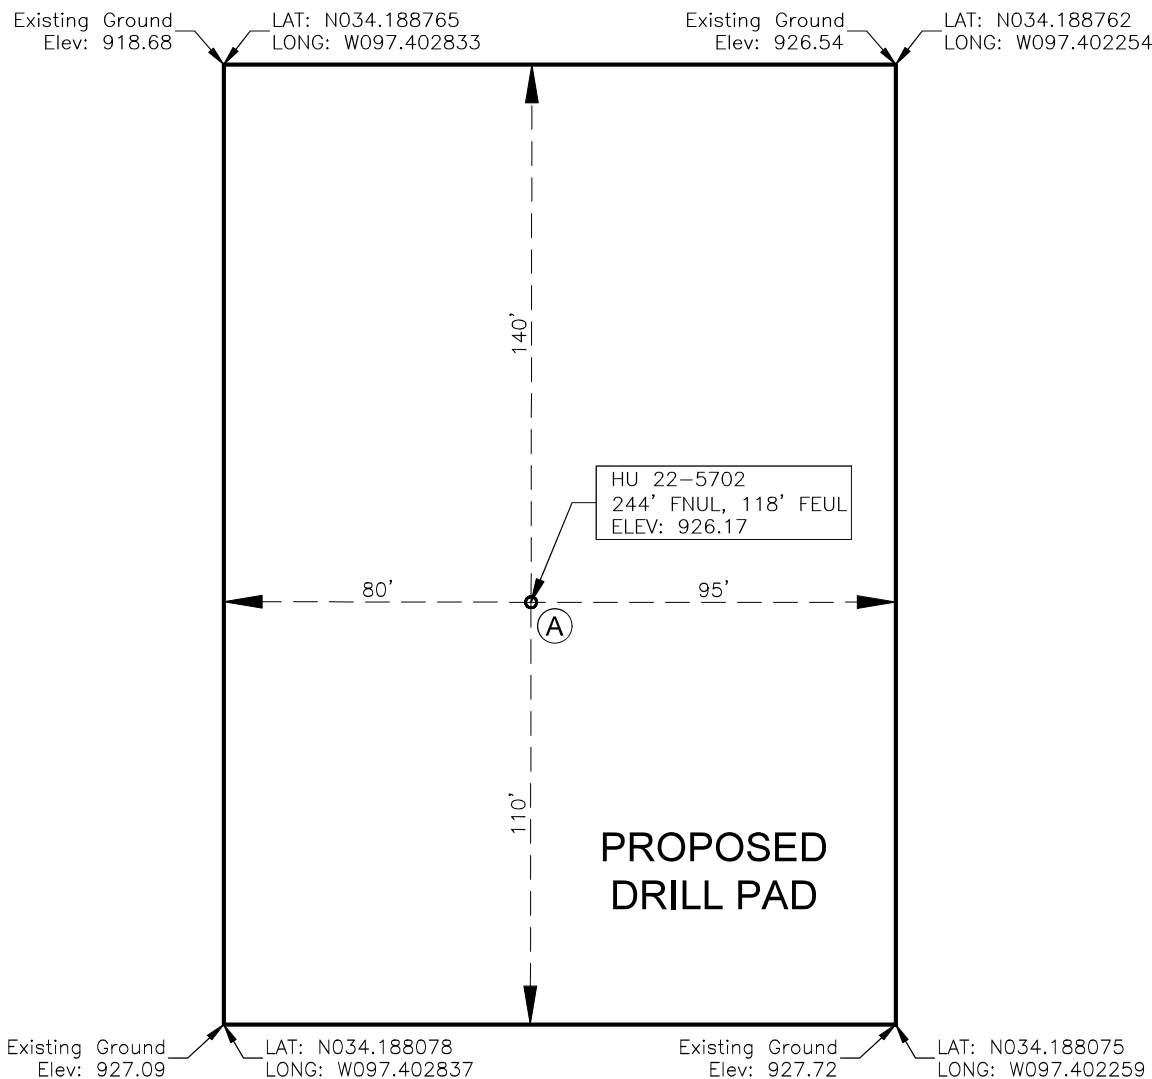 Existing Ground
Elev: 918.68
LAT: N034.188765
LONG: W097.402833
Existing Ground
Elev: 926.54
LAT: N034.188762
LONG: W097.402254
140'
HU 22-5702
244' FNUL, 118' FEUL
ELEV: 926.17
80'
95'
A
110'
PROPOSED
DRILL PAD
Existing Ground
Elev: 927.09
LAT: N034.188078
LONG: W097.402837
Existing Ground
Elev: 927.72
LAT: N034.188075
LONG: W097.402259